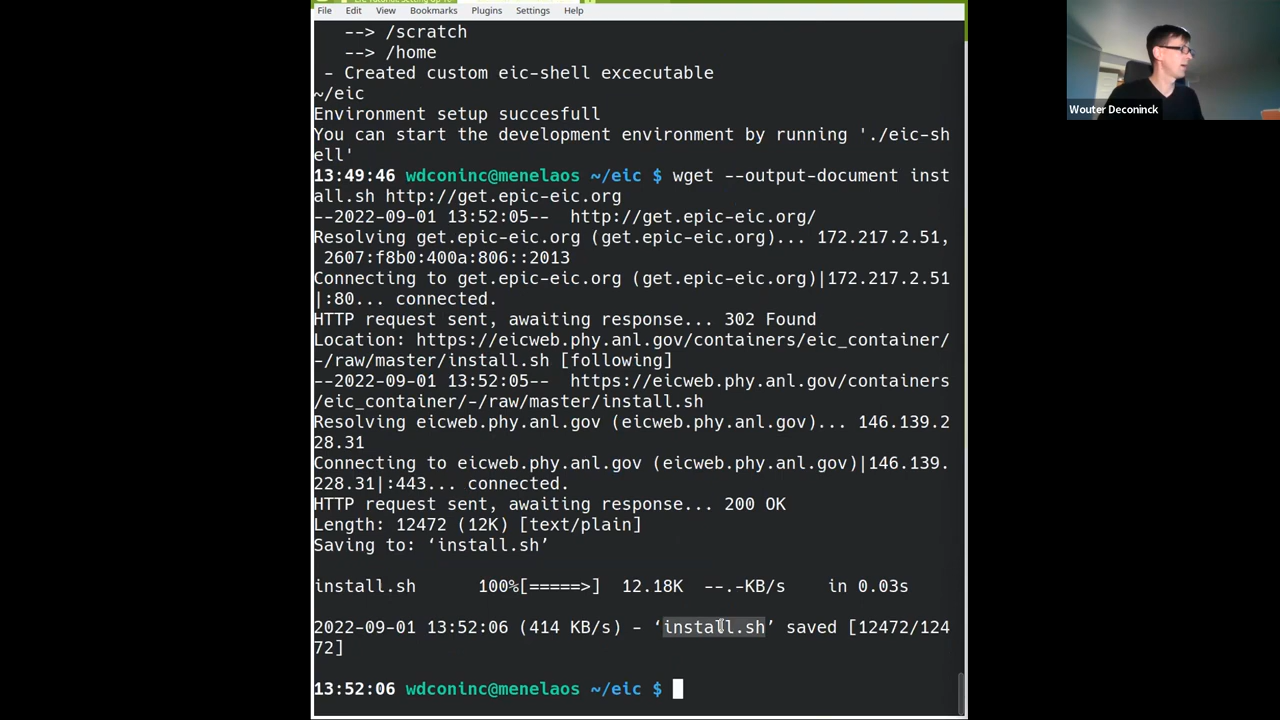 File Edit View Bookmarks Plugins Settings Help
--> /scratch
--> /home
- Created custom eic-shell excecutable
~/eic
Environment setup succesfull
You can start the development environment by running './eic-sh
ell'
13:49:46 wdconinc@menelaos ~/eic $ wget --output-document inst
all.sh http://get.epic-eic.org
--2022-09-01 13:52:05-- http://get.epic-eic.org/
Resolving get.epic-eic.org (get.epic-eic.org)... 172.217.2.51,
2607:f8b0:400a:806::2013
Connecting to get.epic-eic.org (get.epic-eic.org)|172.217.2.51
|:80... connected.
HTTP request sent, awaiting response... 302 Found
Location: https://eicweb.phy.anl.gov/containers/eic_container/
-/raw/master/install.sh [following]
--2022-09-01 13:52:05-- https://eicweb.phy.anl.gov/containers
/eic_container/-/raw/master/install.sh
Resolving eicweb.phy.anl.gov (eicweb.phy.anl.gov)... 146.139.2
28.31
Connecting to eicweb.phy.anl.gov (eicweb.phy.anl.gov)|146.139.
228.31|:443... connected.
HTTP request sent, awaiting response... 200 OK
Length: 12472 (12K) [text/plain]
Saving to: ‘install.sh’
install.sh 100%[=====>] 12.18K --.-KB/s in 0.03s
2022-09-01 13:52:06 (414 KB/s) - ‘install.sh’ saved [12472/124
72]
13:52:06 wdconinc@menelaos ~/eic $
Wouter Deconinck